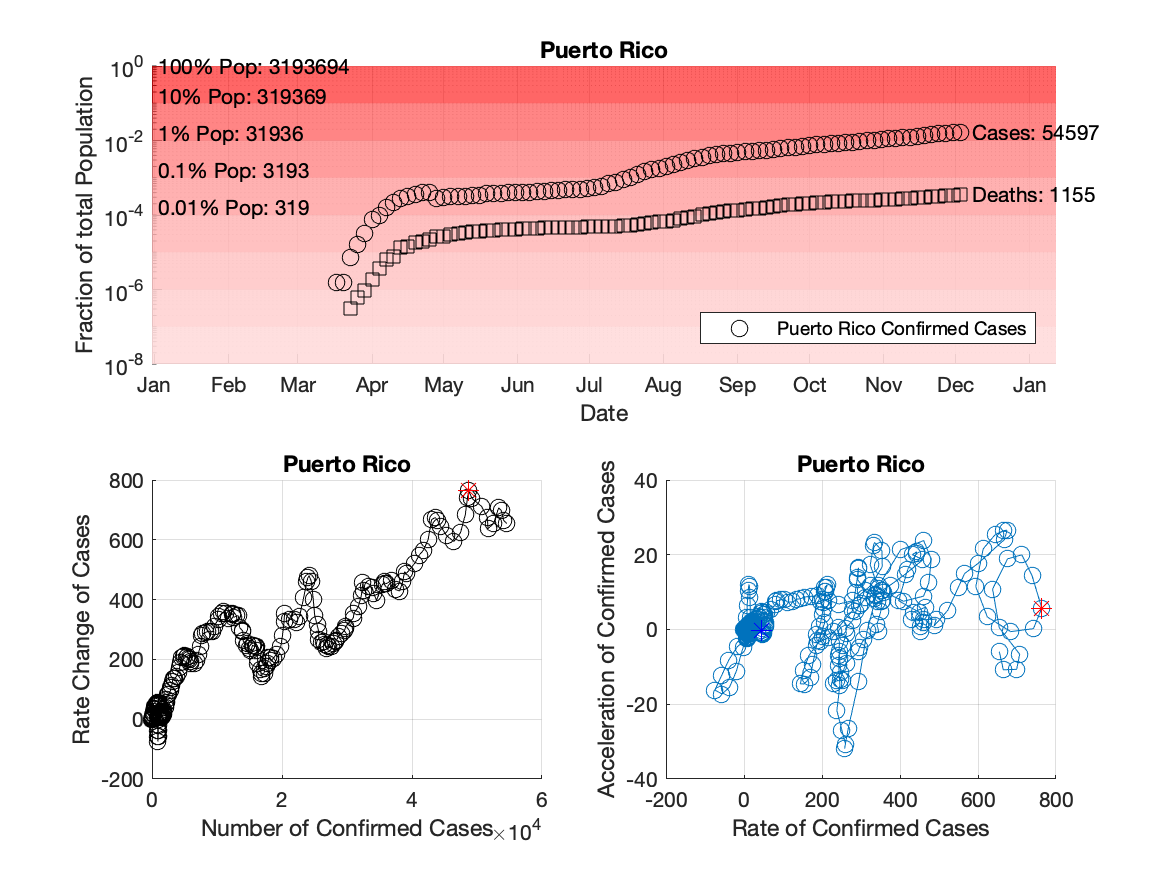 Puerto Rico
Fraction of total Population
10^0
10^-2
10^-4
10^-6
10^-8
100% Pop: 3193694
10% Pop: 319369
1% Pop: 31936
0.1% Pop: 3193
0.01% Pop: 319
Cases: 54597
Deaths: 1155
Puerto Rico Confirmed Cases
Jan Feb Mar Apr May Jun Jul Aug Sep Oct Nov Dec Jan
Date
Puerto Rico
Rate Change of Cases
800
600
400
200
0
-200
0 2 4 6
Number of Confirmed Cases
×10^4
Puerto Rico
Acceleration of Confirmed Cases
40
20
0
-20
-40
-200 0 200 400 600 800
Rate of Confirmed Cases